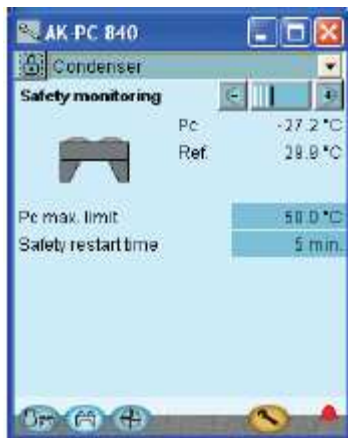 AK-PC 840
Condenser
Safety monitoring
Pc -27.2 °C
Ref. 29.9 °C
Pc max. limit 50.0 °C
Safety restart time 5 min.